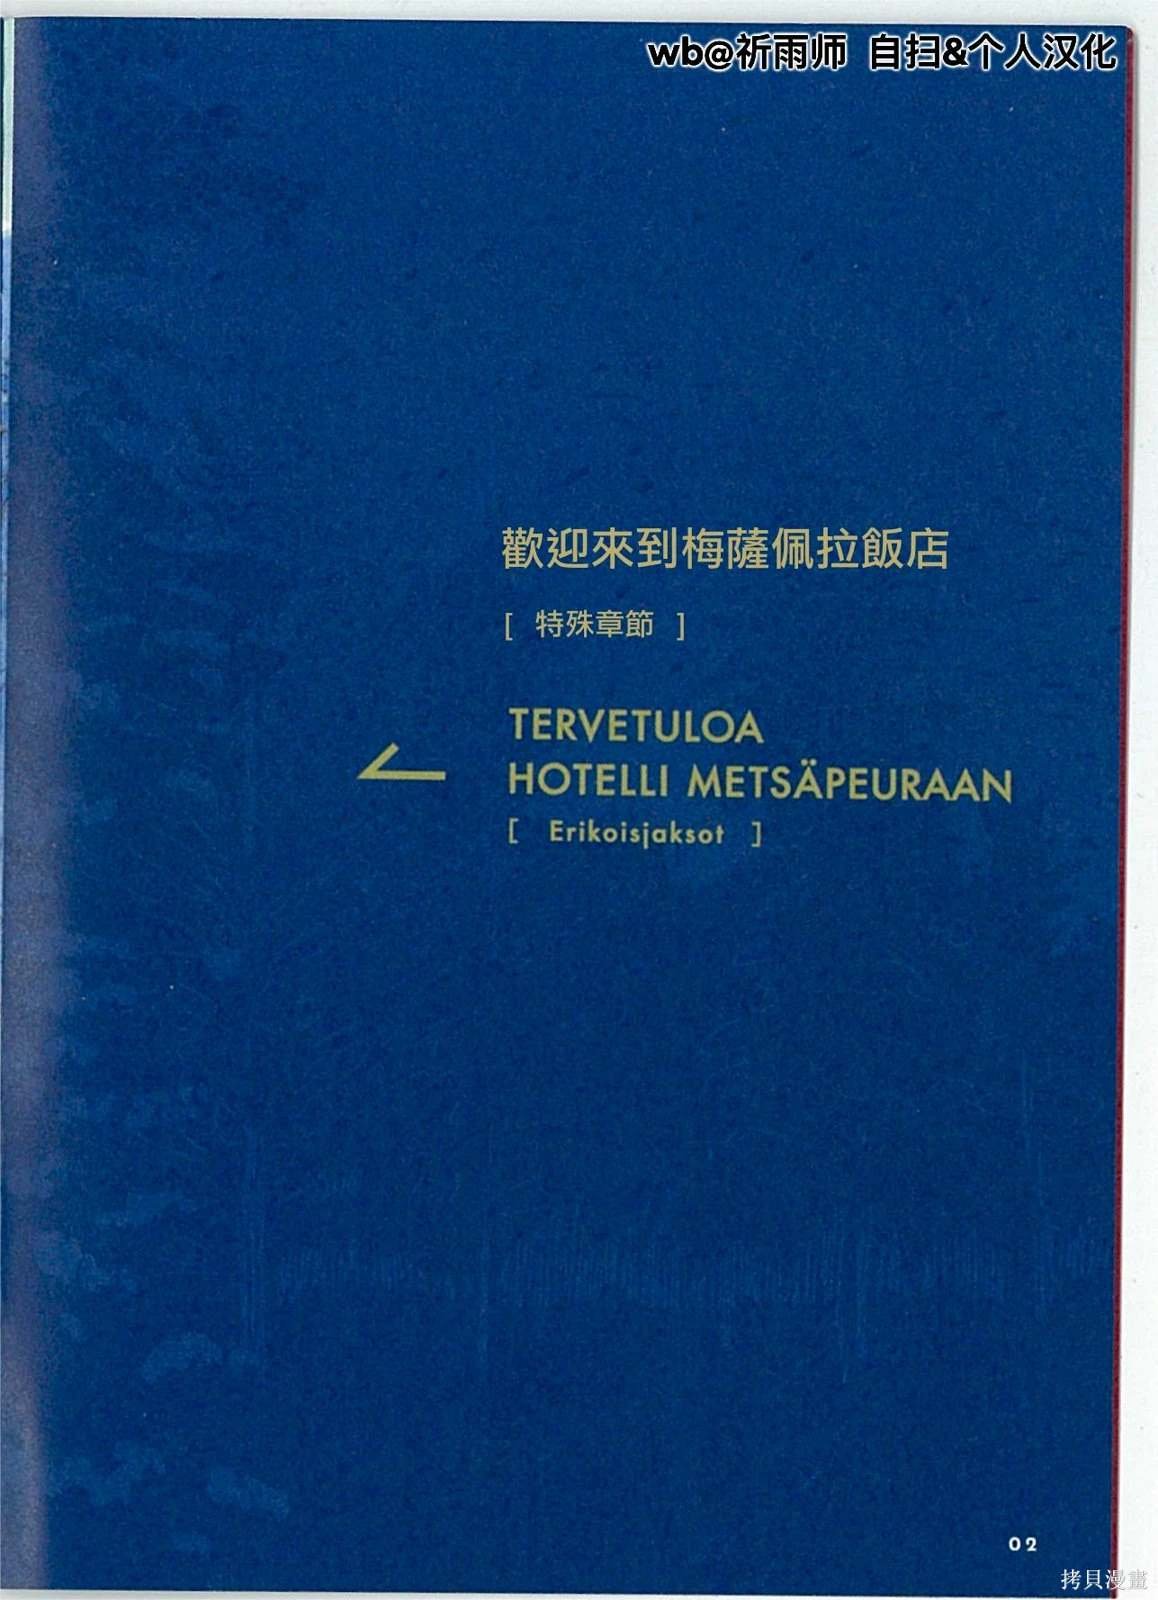 wb@祈雨师 自扫&个人汉化
歡迎來到梅薩佩拉飯店
[ 特殊章節 ]
TERVETULOA
HOTELLI METSÄPEURAAN
[ Erikoisjaksot ]
02
拷貝漫畫